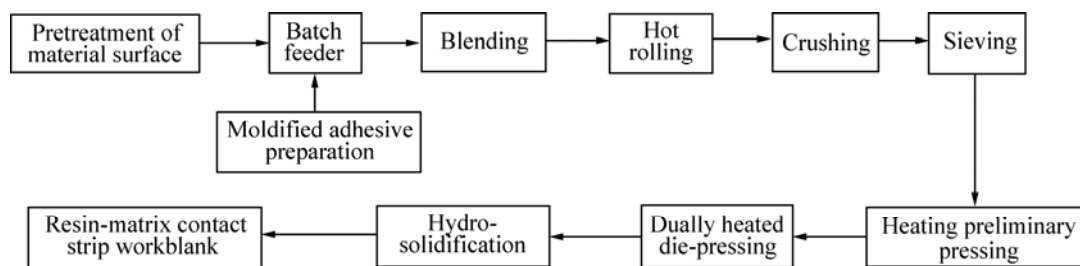 Pretreatment of
material surface
Batch
feeder
Blending
Hot
rolling
Crushing
Sieving
Moldified adhesive
preparation
Resin-matrix contact
strip workblank
Hydro-
solidification
Dually heated
die-pressing
Heating preliminary
pressing